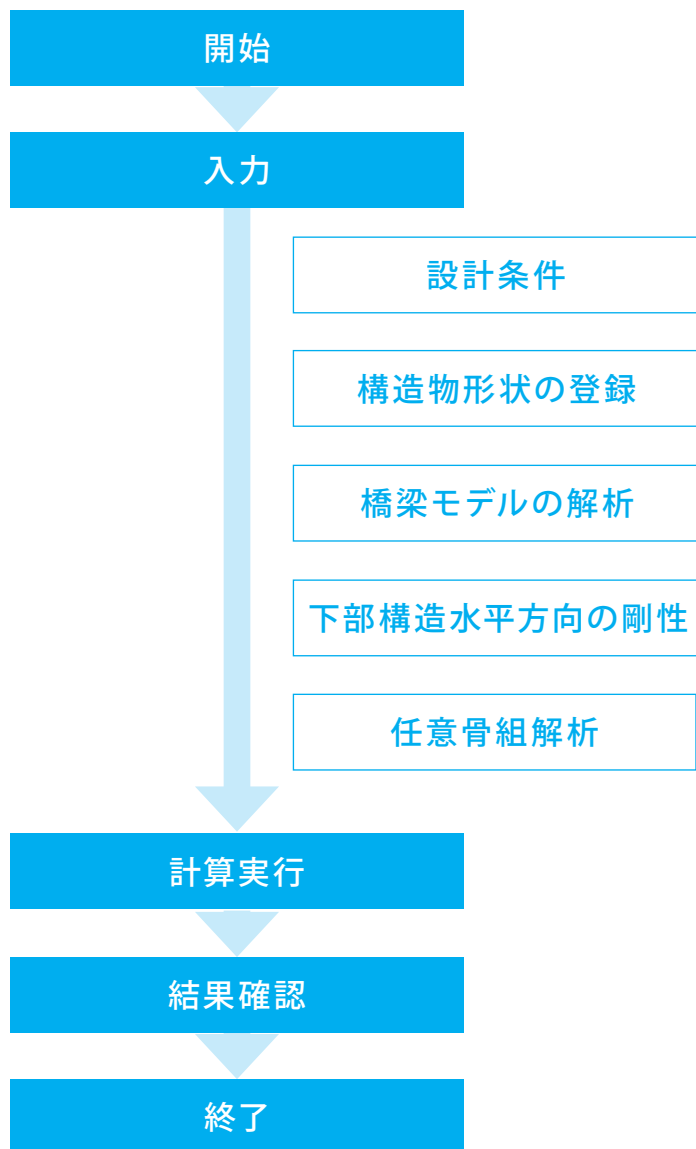 開始
入力
設計条件
構造物形状の登録
橋梁モデルの解析
下部構造水平方向の剛性
任意骨組解析
計算実行
結果確認
終了